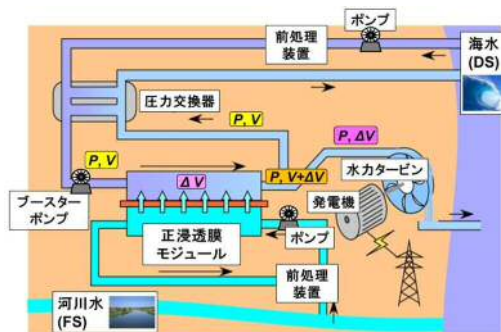 ポンプ
前処理
装置
海水
(DS)
圧力交換器
P, V
P, ΔV
P, V
ΔV
P, V+ΔV
水力タービン
発電機
ブースター
ポンプ
正浸透膜
モジュール
ポンプ
前処理
装置
河川水
(FS)